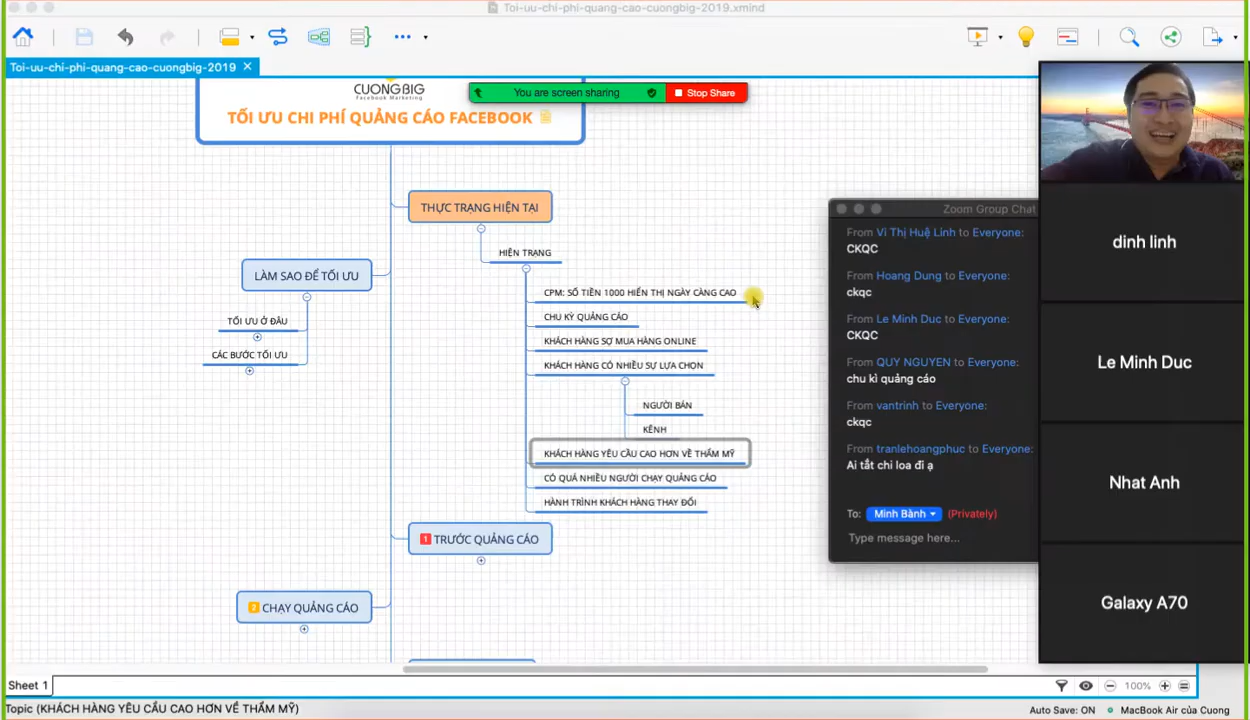 Toi-uu-chi-phi-quang-cao-cuongbig-2019.xmind
Toi-uu-chi-phi-quang-cao-cuongbig-2019
You are screen sharing
Stop Share
CUONGBIG
Facebook Marketing
TỐI ƯU CHI PHÍ QUẢNG CÁO FACEBOOK
THỰC TRẠNG HIỆN TẠI
HIỆN TRẠNG
CPM: SỐ TIỀN 1000 HIỂN THỊ NGÀY CÀNG CAO
CHU KỲ QUẢNG CÁO
KHÁCH HÀNG SỢ MUA HÀNG ONLINE
KHÁCH HÀNG CÓ NHIỀU SỰ LỰA CHỌN
NGƯỜI BÁN
KÊNH
KHÁCH HÀNG YÊU CẦU CAO HƠN VỀ THẨM MỸ
CÓ QUÁ NHIỀU NGƯỜI CHẠY QUẢNG CÁO
HÀNH TRÌNH KHÁCH HÀNG THAY ĐỔI
LÀM SAO ĐỂ TỐI ƯU
TỐI ƯU Ở ĐÂU
CÁC BƯỚC TỐI ƯU
1 TRƯỚC QUẢNG CÁO
2 CHẠY QUẢNG CÁO
Zoom Group Chat
From Vi Thị Huệ Linh to Everyone:
CKQC
From Hoang Dung to Everyone:
ckqc
From Le Minh Duc to Everyone:
CKQC
From QUY NGUYEN to Everyone:
chu kì quảng cáo
From vantrinh to Everyone:
ckqc
From tranlehoangphuc to Everyone:
Ai tắt chi loa đi ạ
To: Minh Bành (Privately)
Type message here...
dinh linh
Le Minh Duc
Nhat Anh
Galaxy A70
Sheet 1
100%
Topic (KHÁCH HÀNG YÊU CẦU CAO HƠN VỀ THẨM MỸ)
Auto Save: ON
MacBook Air của Cuong